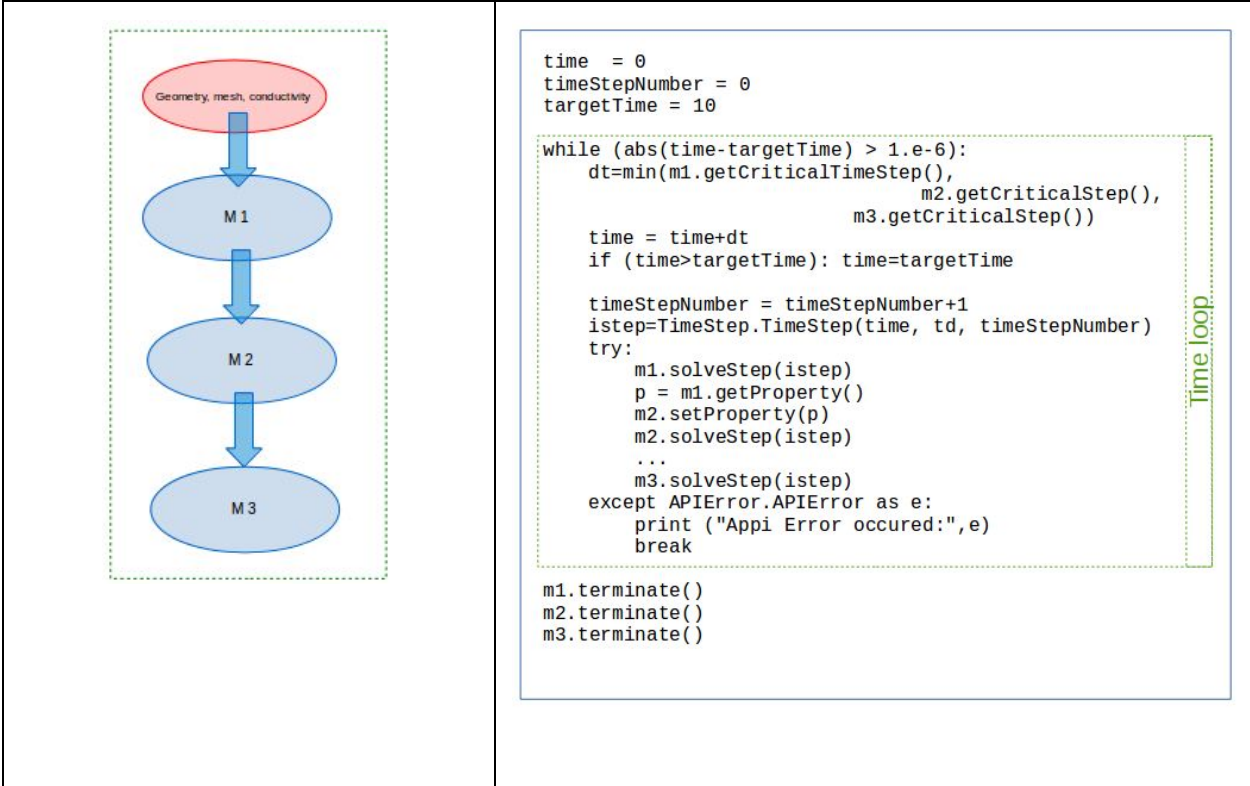 Geometry, mesh, conductivity
M 1
M 2
M 3
time  = 0
timeStepNumber = 0
targetTime = 10
while (abs(time-targetTime) > 1.e-6):
    dt=min(m1.getCriticalTimeStep(),
                                 m2.getCriticalStep(),
                           m3.getCriticalStep())
    time = time+dt
    if (time>targetTime): time=targetTime
    timeStepNumber = timeStepNumber+1
    istep=TimeStep.TimeStep(time, td, timeStepNumber)
    try:
        m1.solveStep(istep)
        p = m1.getProperty()
        m2.setProperty(p)
        m2.solveStep(istep)
        ...
        m3.solveStep(istep)
    except APIError.APIError as e:
        print ("Appi Error occured:",e)
        break
Time loop
m1.terminate()
m2.terminate()
m3.terminate()